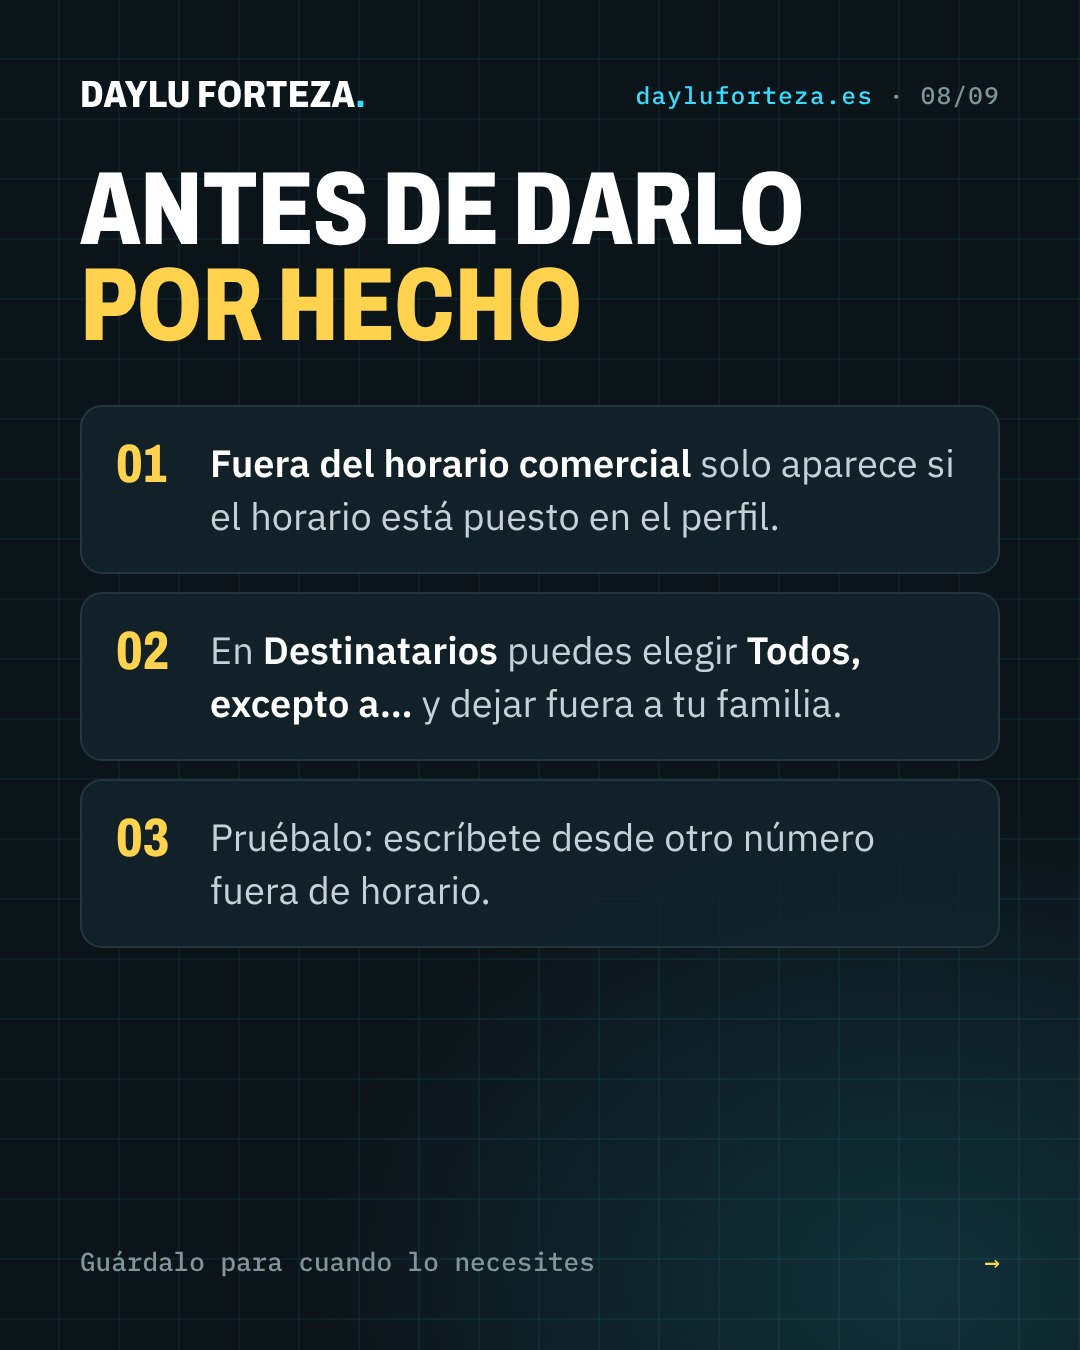 DAYLU FORTEZA.
dayluforteza.es · 08/09
ANTES DE DARLO
POR HECHO
01
Fuera del horario comercial solo aparece si
el horario está puesto en el perfil.
02
En Destinatarios puedes elegir Todos,
excepto a... y dejar fuera a tu familia.
03
Pruébalo: escríbete desde otro número
fuera de horario.
Guárdalo para cuando lo necesites
→